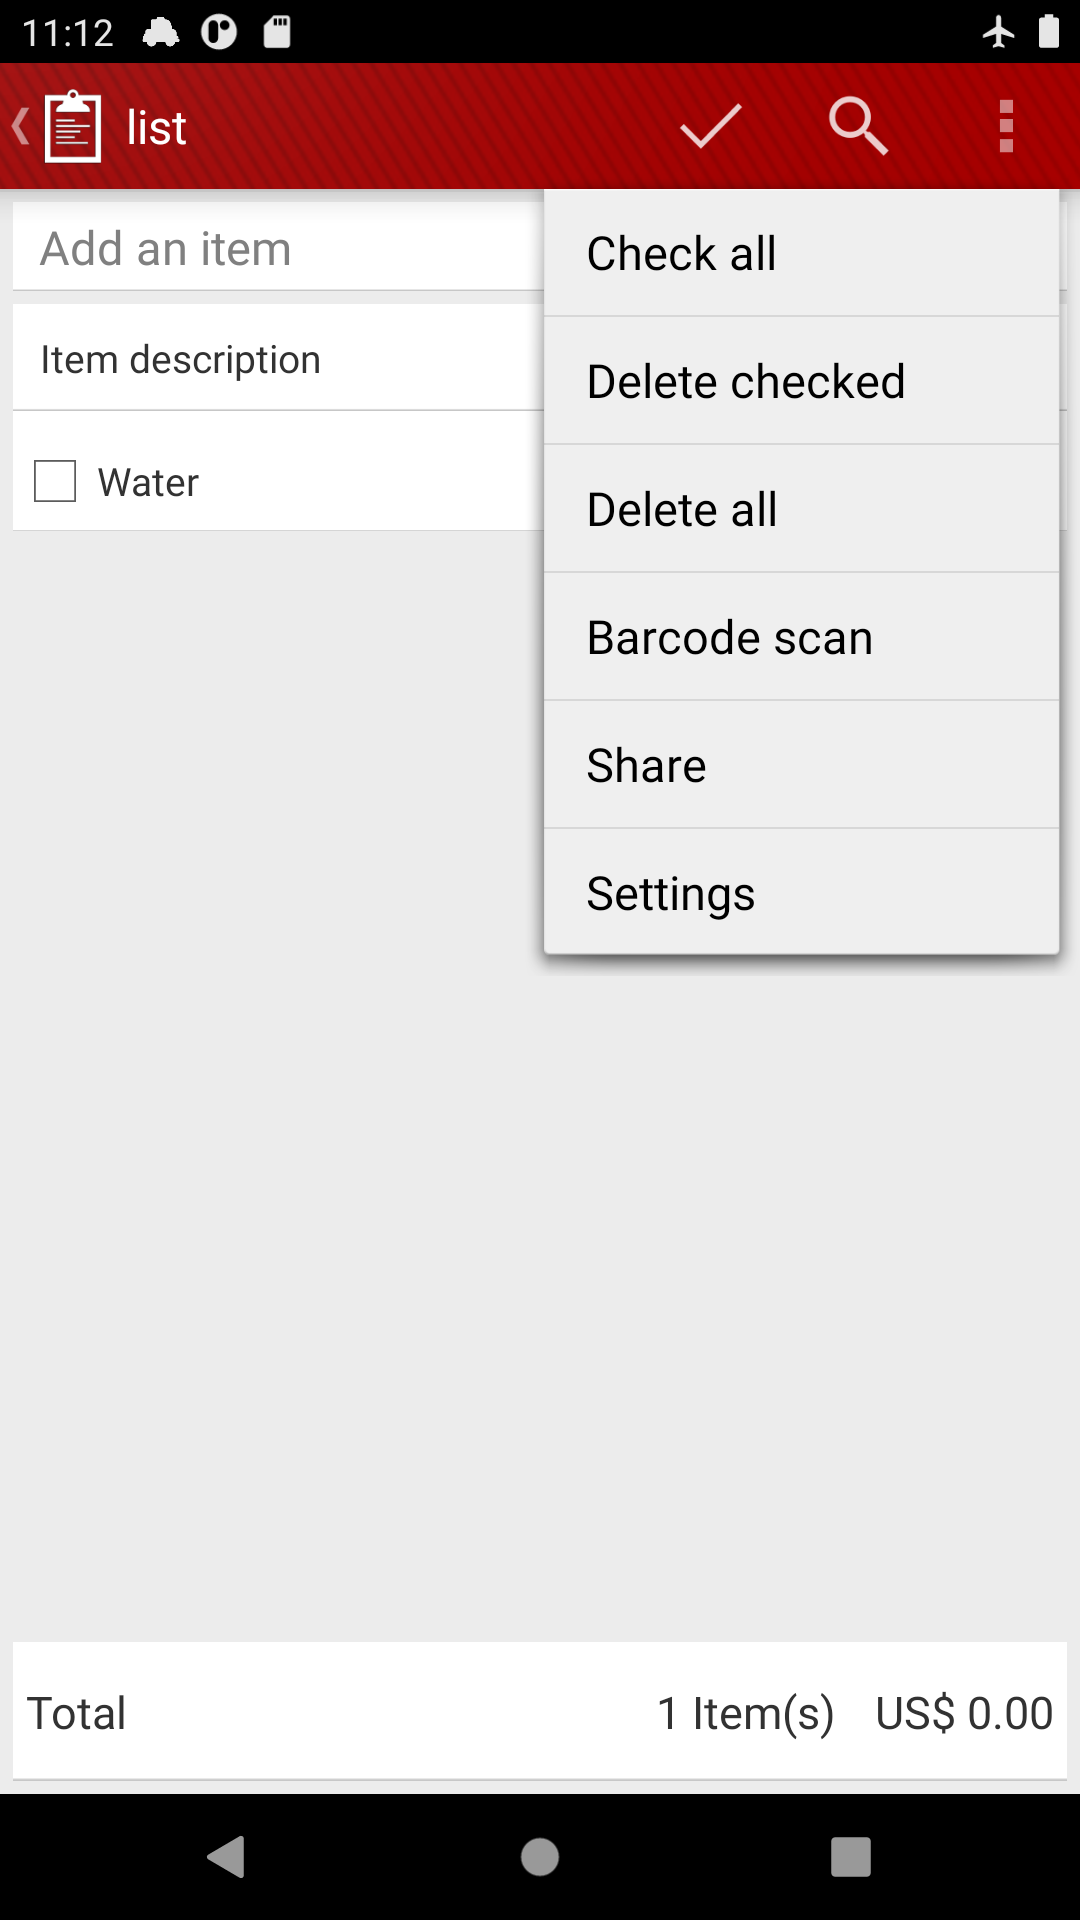 11:12
list
Add an item
Check all
Item description
Delete checked
Water
Delete all
Barcode scan
Share
Settings
Total 1 Item(s) US$ 0.00